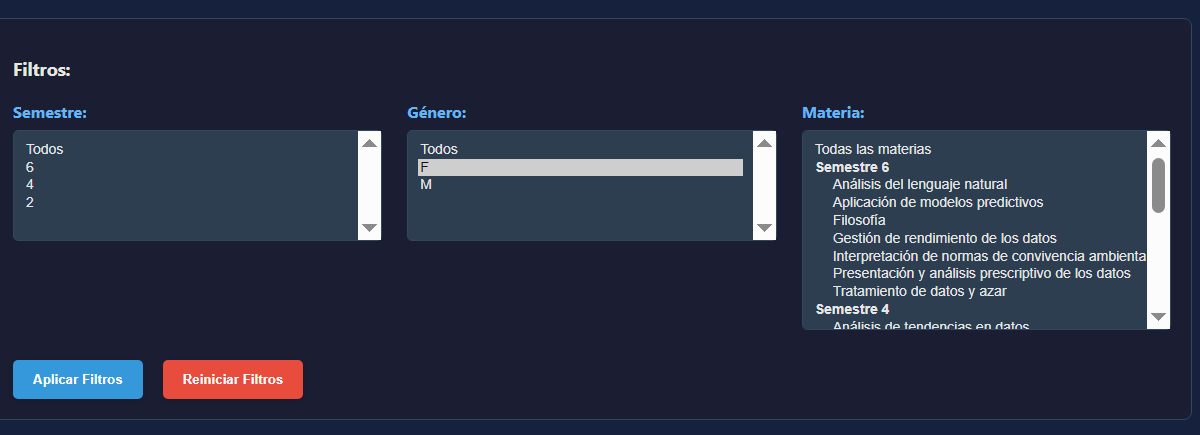 Filtros:
Semestre:
Todos
6
4
2
Género:
Todos
F
M
Materia:
Todas las materias
Semestre 6
Análisis del lenguaje natural
Aplicación de modelos predictivos
Filosofía
Gestión de rendimiento de los datos
Interpretación de normas de convivencia ambienta
Presentación y análisis prescriptivo de los datos
Tratamiento de datos y azar
Semestre 4
Análisis de tendencias en datos
Aplicar Filtros
Reiniciar Filtros